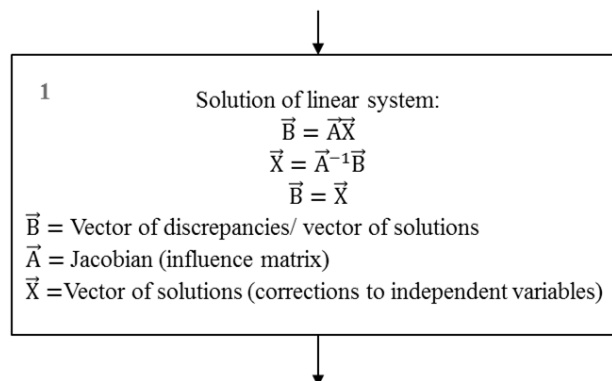 1
Solution of linear system:
B⃗ = A⃗X⃗
X⃗ = A⃗⁻¹B⃗
B⃗ = X⃗
B⃗ = Vector of discrepancies/ vector of solutions
A⃗ = Jacobian (influence matrix)
X⃗ =Vector of solutions (corrections to independent variables)